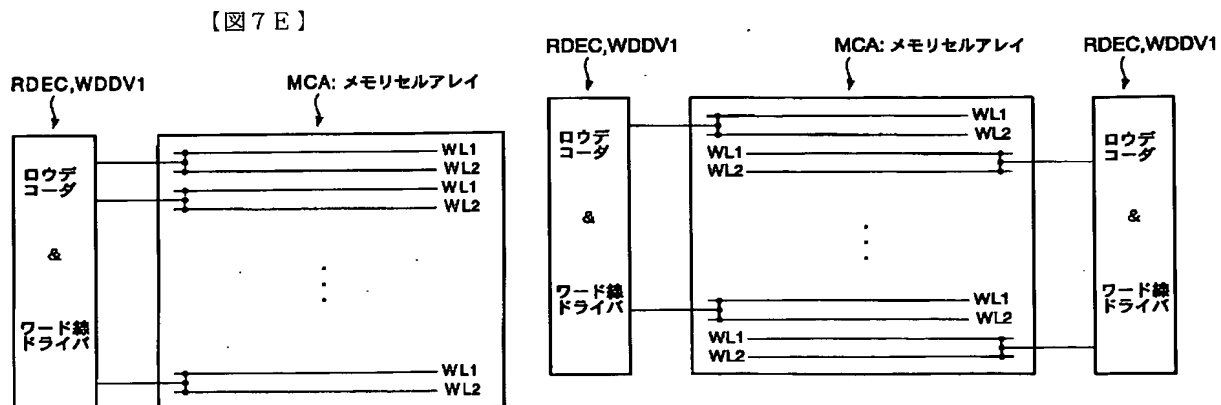 【図7E】
RDEC,WDDV1
MCA: メモリセルアレイ
ロウデ
コーダ
&
ワード線
ドライバ
WL1
WL2
WL1
WL2
WL1
WL2
RDEC,WDDV1
MCA: メモリセルアレイ
RDEC,WDDV1
ロウデ
コーダ
&
ワード線
ドライバ
WL1
WL2
WL1
WL2
WL1
WL2
WL1
WL2
ロウデ
コーダ
&
ワード線
ドライバ